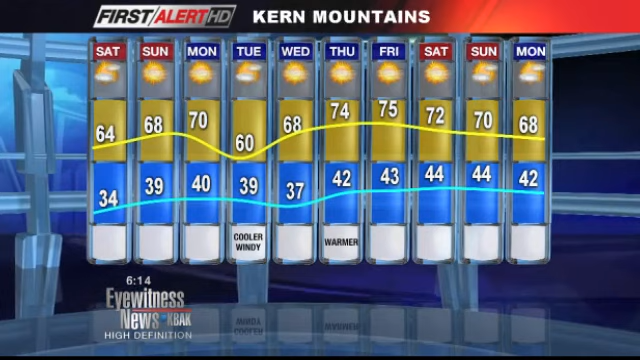 FIRST ALERT HD KERN MOUNTAINS
SAT SUN MON TUE WED THU FRI SAT SUN MON
64 68 70 60 68 74 75 72 70 68
34 39 40 39 37 42 43 44 44 42
COOLER WARMER
WINDY
6:14
Eyewitness
News KBAK
HIGH DEFINITION